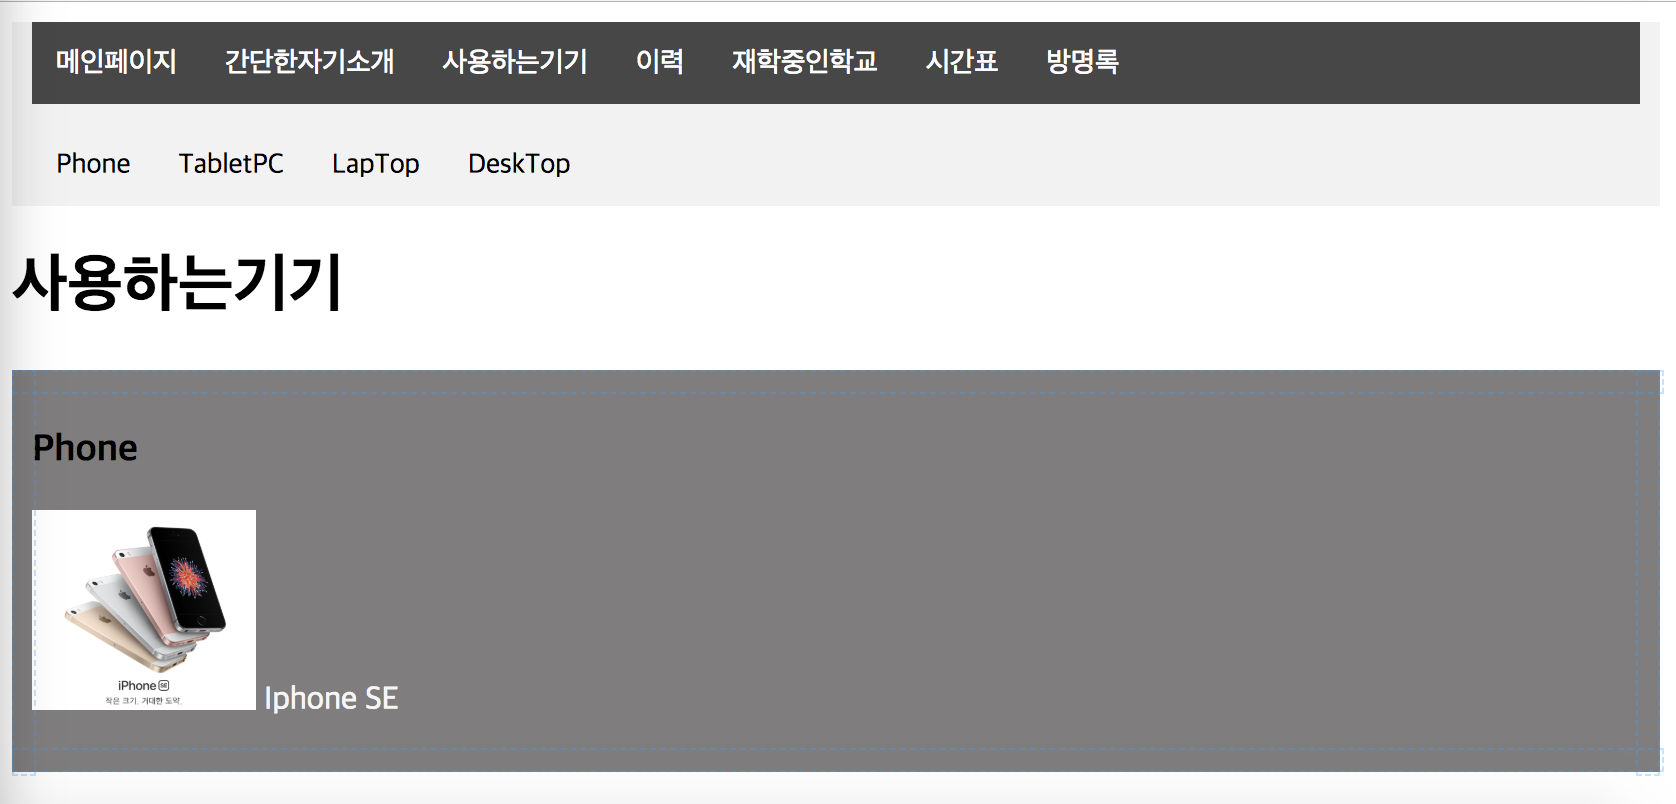 메인페이지 간단한자기소개 사용하는기기 이력 재학중인학교 시간표 방명록
Phone TabletPC LapTop DeskTop
사용하는기기
Phone
iPhone SE
작은 크기. 거대한 도약.
Iphone SE